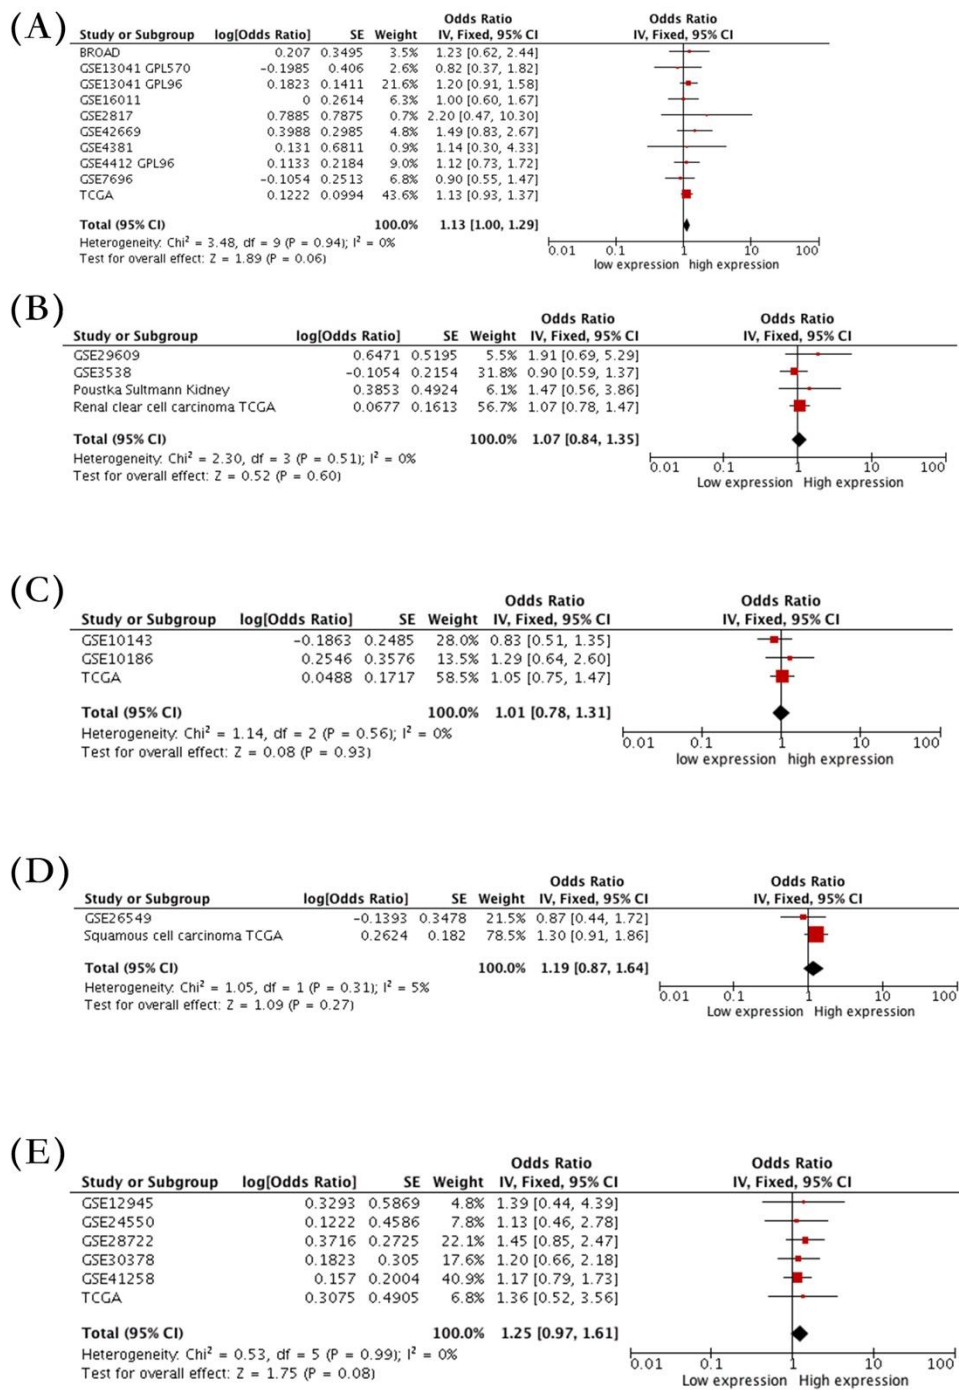 (A)
Odds Ratio Odds Ratio
Study or Subgroup log[Odds Ratio] SE Weight IV, Fixed, 95% CI IV, Fixed, 95% CI
BROAD 0.207 0.3495 3.5% 1.23 [0.62, 2.44]
GSE13041 GPL570 −0.1985 0.406 2.6% 0.82 [0.37, 1.82]
GSE13041 GPL96 0.1823 0.1411 21.6% 1.20 [0.91, 1.58]
GSE16011 0 0.2614 6.3% 1.00 [0.60, 1.67]
GSE2817 0.7885 0.7875 0.7% 2.20 [0.47, 10.30]
GSE42669 0.3988 0.2985 4.8% 1.49 [0.83, 2.67]
GSE4381 0.131 0.6811 0.9% 1.14 [0.30, 4.33]
GSE4412 GPL96 0.1133 0.2184 9.0% 1.12 [0.73, 1.72]
GSE7696 −0.1054 0.2513 6.8% 0.90 [0.55, 1.47]
TCGA 0.1222 0.0994 43.6% 1.13 [0.93, 1.37]
Total (95% CI) 100.0% 1.13 [1.00, 1.29]
Heterogeneity: Chi² = 3.48, df = 9 (P = 0.94); I² = 0%
Test for overall effect: Z = 1.89 (P = 0.06)
0.01 0.1 1 10 100
low expression high expression
(B)
Odds Ratio Odds Ratio
Study or Subgroup log[Odds Ratio] SE Weight IV, Fixed, 95% CI IV, Fixed, 95% CI
GSE29609 0.6471 0.5195 5.5% 1.91 [0.69, 5.29]
GSE3538 −0.1054 0.2154 31.8% 0.90 [0.59, 1.37]
Poustka Sultmann Kidney 0.3853 0.4924 6.1% 1.47 [0.56, 3.86]
Renal clear cell carcinoma TCGA 0.0677 0.1613 56.7% 1.07 [0.78, 1.47]
Total (95% CI) 100.0% 1.07 [0.84, 1.35]
Heterogeneity: Chi² = 2.30, df = 3 (P = 0.51); I² = 0%
Test for overall effect: Z = 0.52 (P = 0.60)
0.01 0.1 1 10 100
Low expression High expression
(C)
Odds Ratio Odds Ratio
Study or Subgroup log[Odds Ratio] SE Weight IV, Fixed, 95% CI IV, Fixed, 95% CI
GSE10143 −0.1863 0.2485 28.0% 0.83 [0.51, 1.35]
GSE10186 0.2546 0.3576 13.5% 1.29 [0.64, 2.60]
TCGA 0.0488 0.1717 58.5% 1.05 [0.75, 1.47]
Total (95% CI) 100.0% 1.01 [0.78, 1.31]
Heterogeneity: Chi² = 1.14, df = 2 (P = 0.56); I² = 0%
Test for overall effect: Z = 0.08 (P = 0.93)
0.01 0.1 1 10 100
low expression high expression
(D)
Odds Ratio Odds Ratio
Study or Subgroup log[Odds Ratio] SE Weight IV, Fixed, 95% CI IV, Fixed, 95% CI
GSE26549 −0.1393 0.3478 21.5% 0.87 [0.44, 1.72]
Squamous cell carcinoma TCGA 0.2624 0.182 78.5% 1.30 [0.91, 1.86]
Total (95% CI) 100.0% 1.19 [0.87, 1.64]
Heterogeneity: Chi² = 1.05, df = 1 (P = 0.31); I² = 5%
Test for overall effect: Z = 1.09 (P = 0.27)
0.01 0.1 1 10 100
Low expression High expression
(E)
Odds Ratio Odds Ratio
Study or Subgroup log[Odds Ratio] SE Weight IV, Fixed, 95% CI IV, Fixed, 95% CI
GSE12945 0.3293 0.5869 4.8% 1.39 [0.44, 4.39]
GSE24550 0.1222 0.4586 7.8% 1.13 [0.46, 2.78]
GSE28722 0.3716 0.2725 22.1% 1.45 [0.85, 2.47]
GSE30378 0.1823 0.305 17.6% 1.20 [0.66, 2.18]
GSE41258 0.157 0.2004 40.9% 1.17 [0.79, 1.73]
TCGA 0.3075 0.4905 6.8% 1.36 [0.52, 3.56]
Total (95% CI) 100.0% 1.25 [0.97, 1.61]
Heterogeneity: Chi² = 0.53, df = 5 (P = 0.99); I² = 0%
Test for overall effect: Z = 1.75 (P = 0.08)
0.01 0.1 1 10 100
Low expression High expression